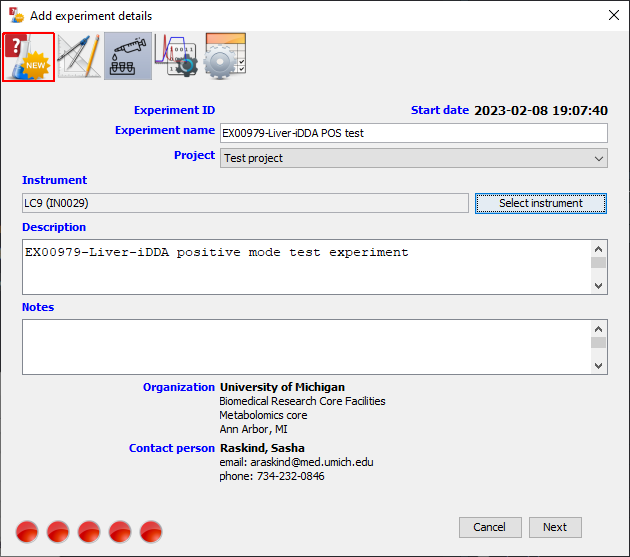 Add experiment details
?
NEW
10011
Experiment ID
Start date 2023-02-08 19:07:40
Experiment name EX00979-Liver-iDDA POS test
Project Test project
Instrument
LC9 (IN0029)
Select instrument
Description
EX00979-Liver-iDDA positive mode test experiment
Notes
Organization University of Michigan
Biomedical Research Core Facilities
Metabolomics core
Ann Arbor, MI
Contact person Raskind, Sasha
email: araskind@med.umich.edu
phone: 734-232-0846
Cancel
Next